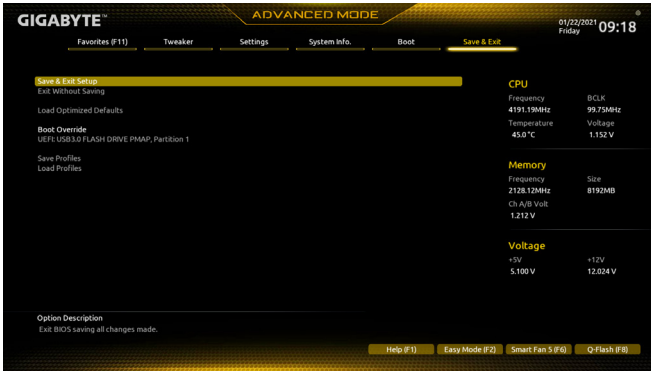 GIGABYTE™
ADVANCED MODE
01/22/2021
Friday
09:18
Favorites (F11) Tweaker Settings System Info. Boot Save & Exit
Save & Exit Setup
Exit Without Saving
Load Optimized Defaults
Boot Override
UEFI: USB3.0 FLASH DRIVE PMAP, Partition 1
Save Profiles
Load Profiles
CPU
Frequency BCLK
4191.19MHz 99.75MHz
Temperature Voltage
45.0°C 1.152 V
Memory
Frequency Size
2128.12MHz 8192MB
Ch A/B Volt
1.212 V
Voltage
+5V +12V
5.100 V 12.024 V
Option Description
Exit BIOS saving all changes made.
Help (F1) Easy Mode (F2) Smart Fan 5 (F6) Q-Flash (F8)